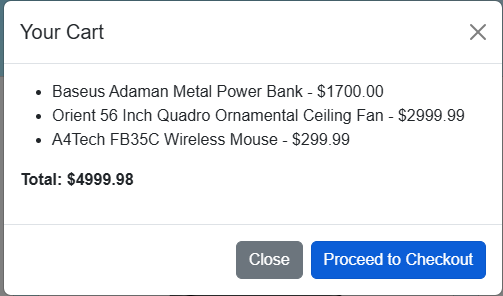 Your Cart
Baseus Adaman Metal Power Bank - $1700.00
Orient 56 Inch Quadro Ornamental Ceiling Fan - $2999.99
A4Tech FB35C Wireless Mouse - $299.99
Total: $4999.98
Close Proceed to Checkout